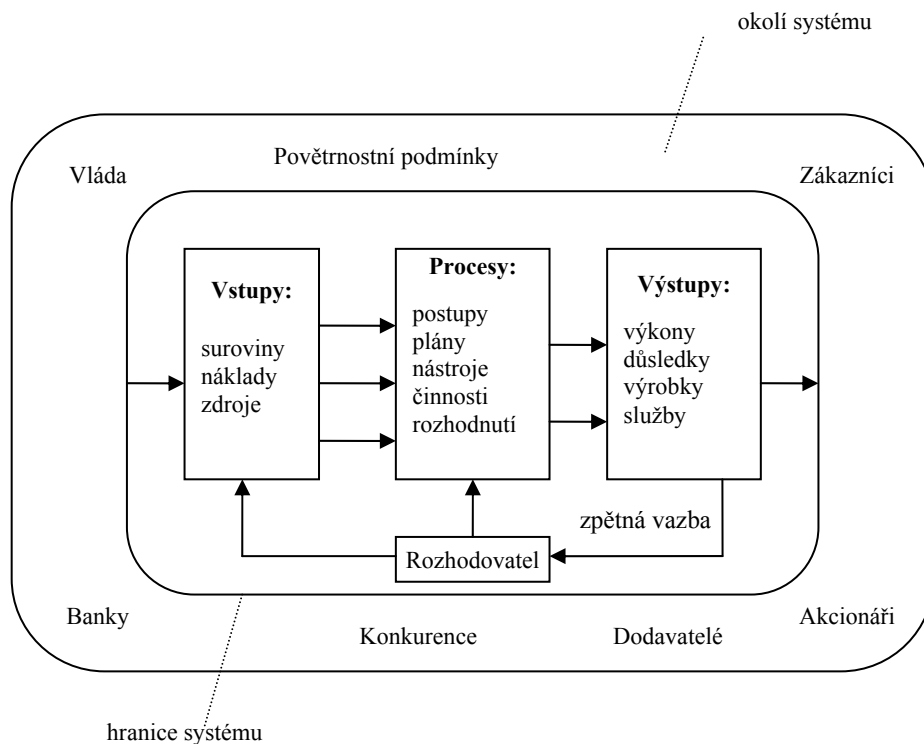 okolí systému
Povětrnostní podmínky
Vláda
Zákazníci
Vstupy:
suroviny
náklady
zdroje
Procesy:
postupy
plány
nástroje
činnosti
rozhodnutí
Výstupy:
výkony
důsledky
výrobky
služby
zpětná vazba
Rozhodovatel
Banky
Konkurence
Dodavatelé
Akcionáři
hranice systému